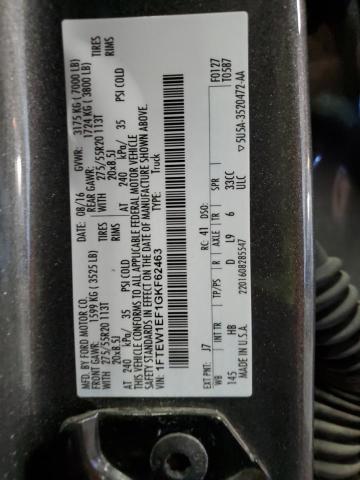 MFD. BY FORD MOTOR CO.
08/16 GVWR: 3175 KG ( 7000 LB)
FRONT GAWR: 1599 KG ( 3525 LB)
REAR GAWR: 1724 KG ( 3800 LB)
WITH 275/55R20 113T TIRES
WITH 275/55R20 113T TIRES
20x8.5J RIMS
20x8.5J RIMS
AT 240 kPa/ 35 PSI COLD
AT 240 kPa/ 35 PSI COLD
THIS VEHICLE CONFORMS TO ALL APPLICABLE FEDERAL MOTOR VEHICLE
SAFETY STANDARDS IN EFFECT ON THE DATE OF MANUFACTURE SHOWN ABOVE.
VIN: 1FTEW1EF1GKF62463
TYPE: Truck
F0127
T05B7
EXT PNT: J7 RC: 41 DSO:
WB INT TR TP/PS R AXLE TR SPR
145 HB D L9 6 33CC
ULC
MADE IN U.S.A.
5U5A-3520472-AA